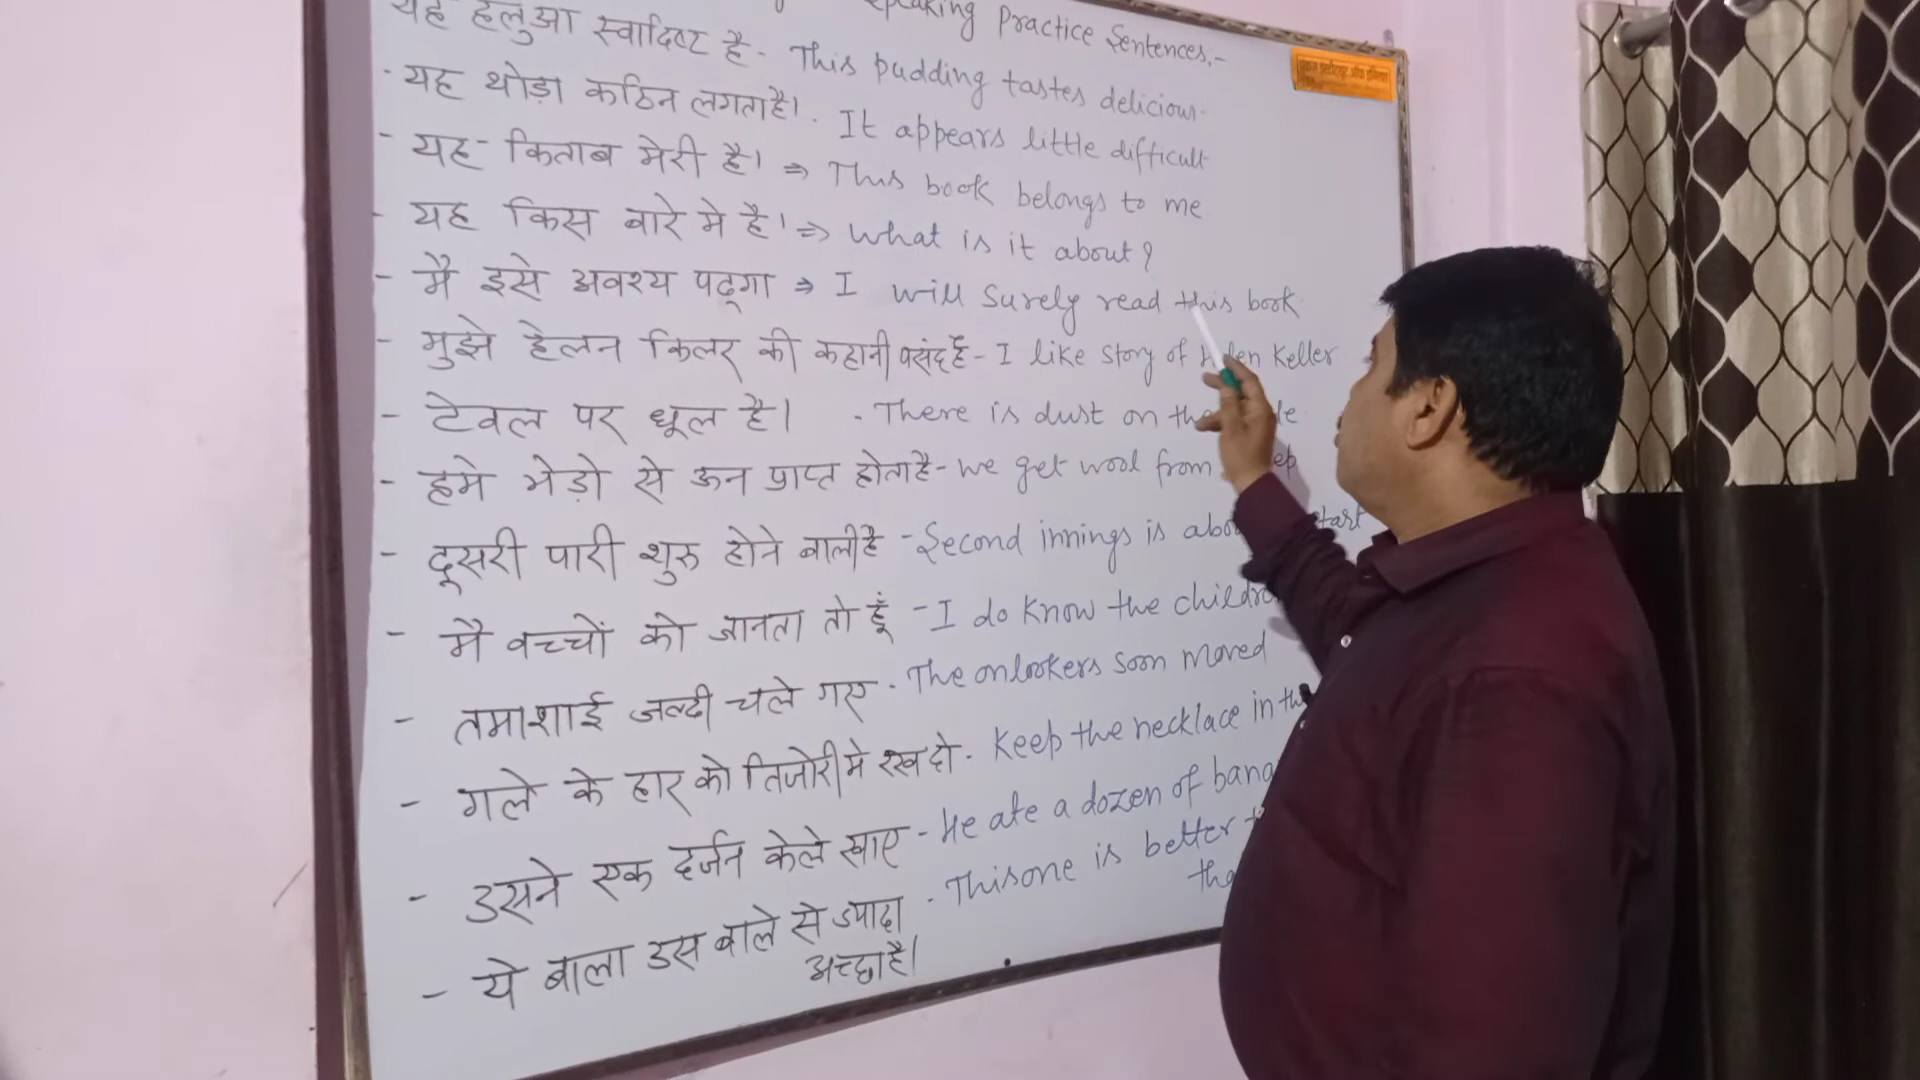 Speaking Practice Sentences.-
यह हलुआ स्वादिष्ट है - This pudding tastes delicious.
- यह थोड़ा कठिन लगता है। . It appears little difficult
- यह किताब मेरी है। ⇒ This book belongs to me
- यह किस बारे मे है। ⇒ What is it about?
- मै इसे अवश्य पढूगा ⇒ I will surely read this book
- मुझे हेलन किलर की कहानी पसंद है - I like story of Helen Keller
- टेवल पर धूल है। - There is dust on the
- हमे भेड़ो से ऊन प्राप्त होता है - we get wool from
- दूसरी पारी शुरु होने वाली है - Second innings is start
- मै वच्चों को जानता तो हूँ - I do know the
- तमाशाई जल्दी चले गए - The onlookers soon moved
- गले के हार को तिजोरी मे रख दो - Keep the necklace in
- उसने एक दर्जन केले खाए - He ate a dozen of
- ये वाला उस वाले से ज्यादा - This one is better
अच्छा है।